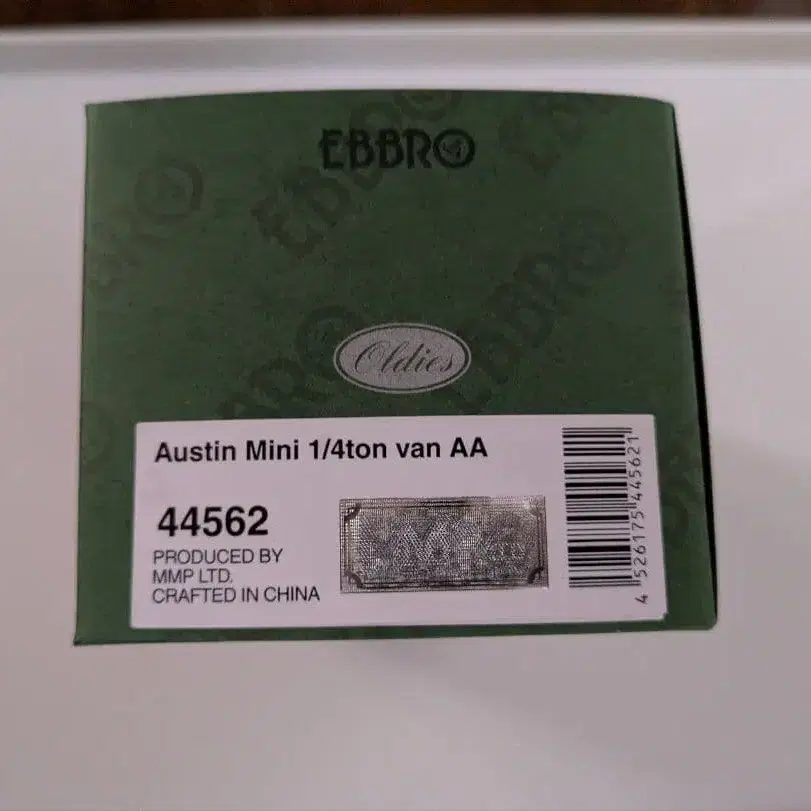 EBBRO
Oldies
Austin Mini 1/4ton van AA
44562
PRODUCED BY
MMP LTD.
CRAFTED IN CHINA
4 526175 445621